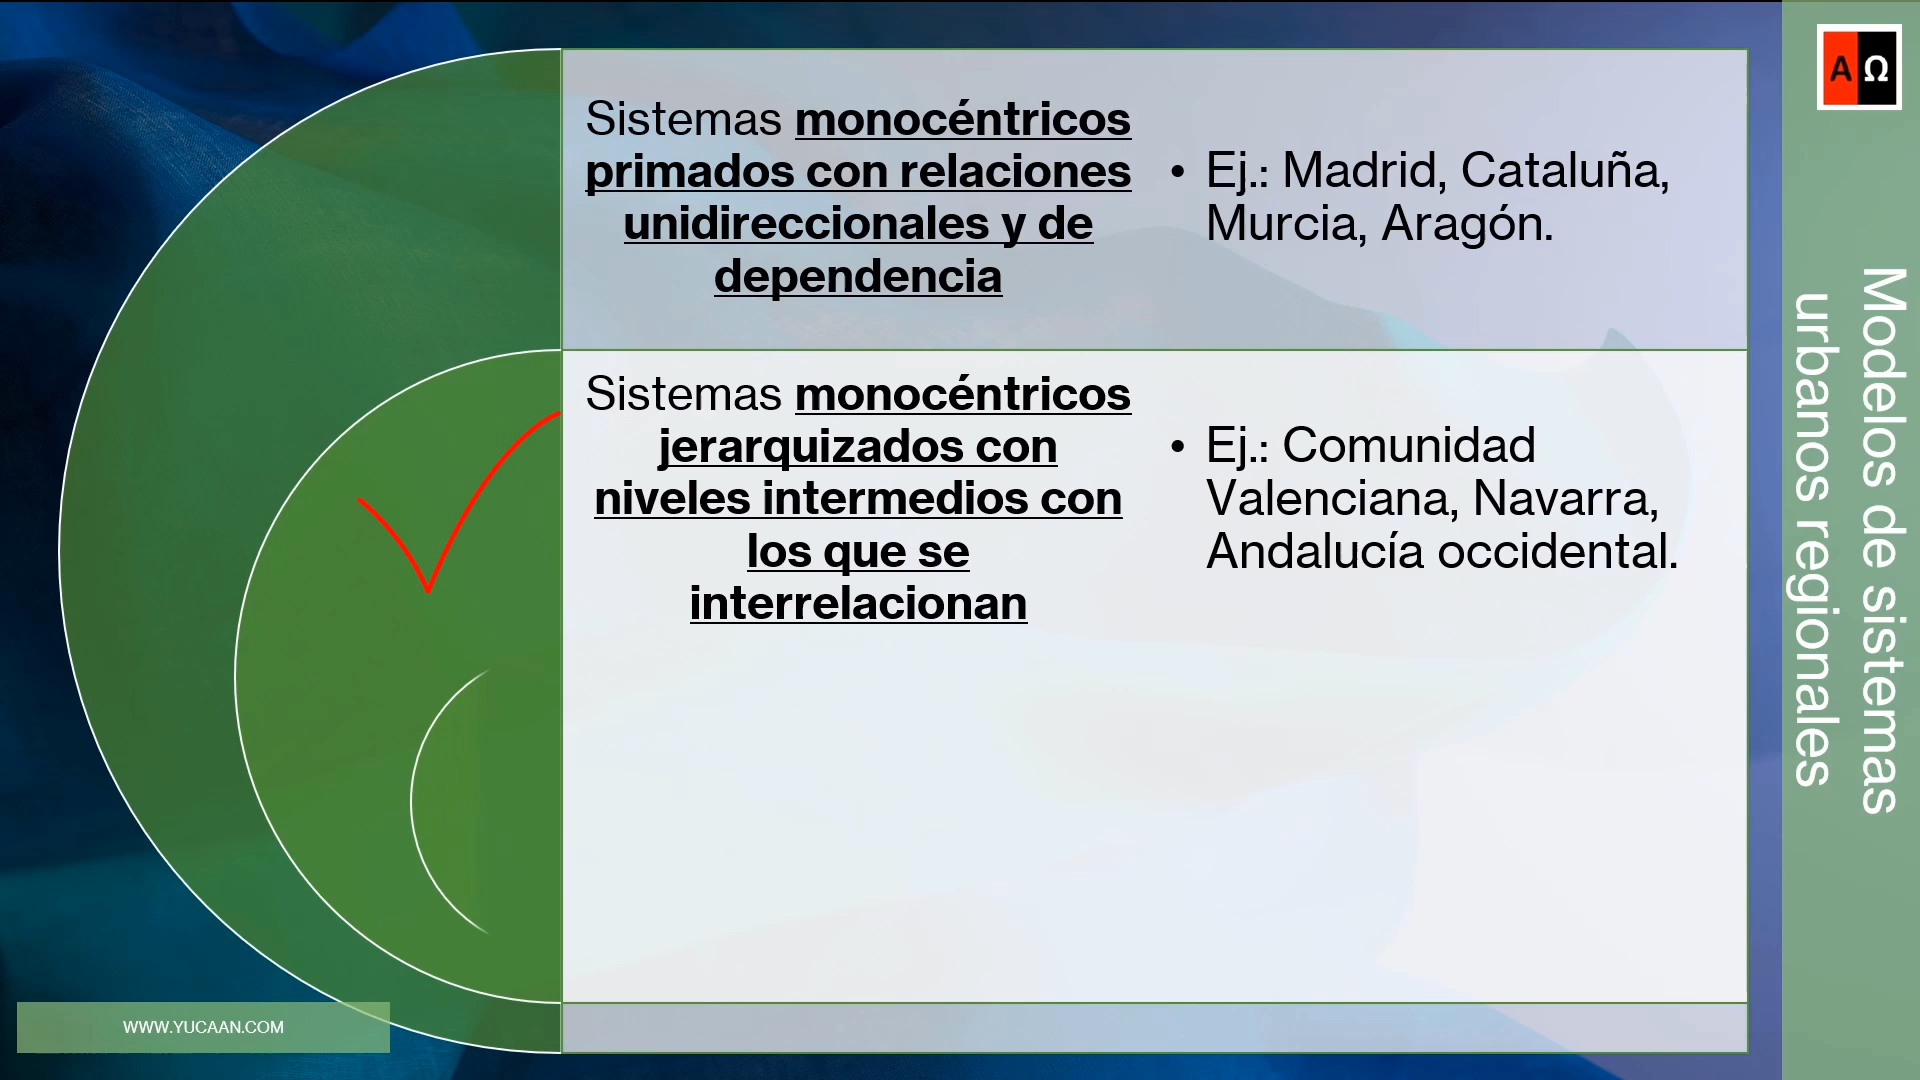 Sistemas monocéntricos
primados con relaciones
unidireccionales y de
dependencia
• Ej.: Madrid, Cataluña,
Murcia, Aragón.
Sistemas monocéntricos
jerarquizados con
niveles intermedios con
los que se
interrelacionan
• Ej.: Comunidad
Valenciana, Navarra,
Andalucía occidental.
Modelos de sistemas
urbanos regionales
A Ω
WWW.YUCAAN.COM